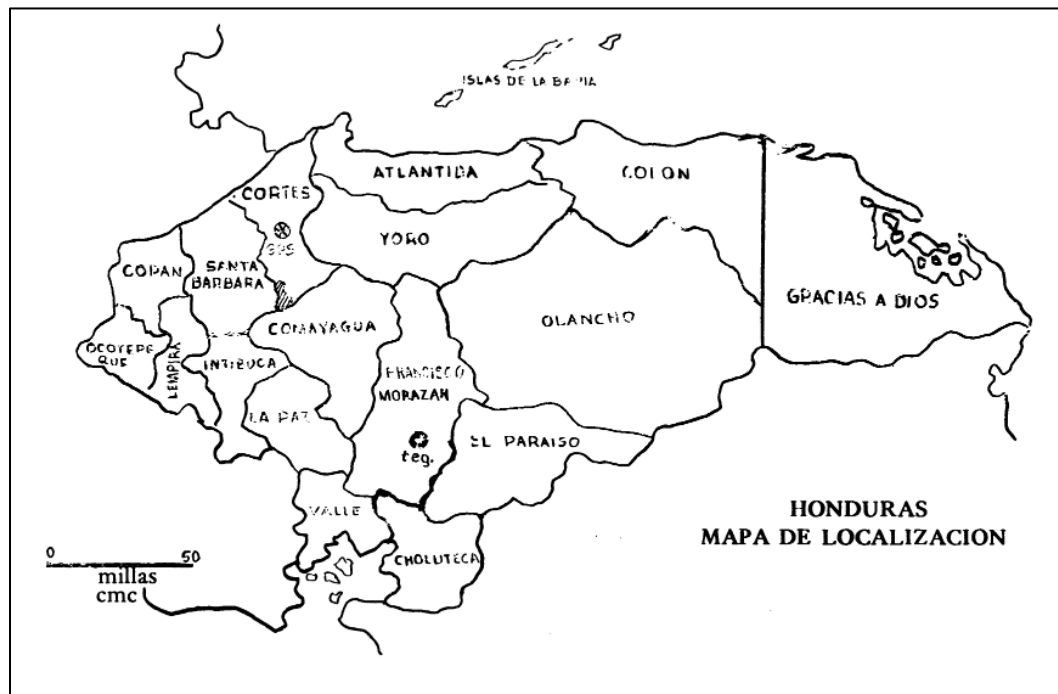 ISLAS DE LA BAHIA
ATLANTIDA
COLON
CORTES
YORO
SPS
COPAN
SANTA
BARBARA
GRACIAS A DIOS
OLANCHO
COMAYAGUA
OCOTEPE
QUE
LEMPIRA
INTIBUCA
FRANCISCO
MORAZAN
LA PAZ
EL PARAISO
teg.
VALLE
HONDURAS
MAPA DE LOCALIZACION
CHOLUTECA
0 50
millas
cmc